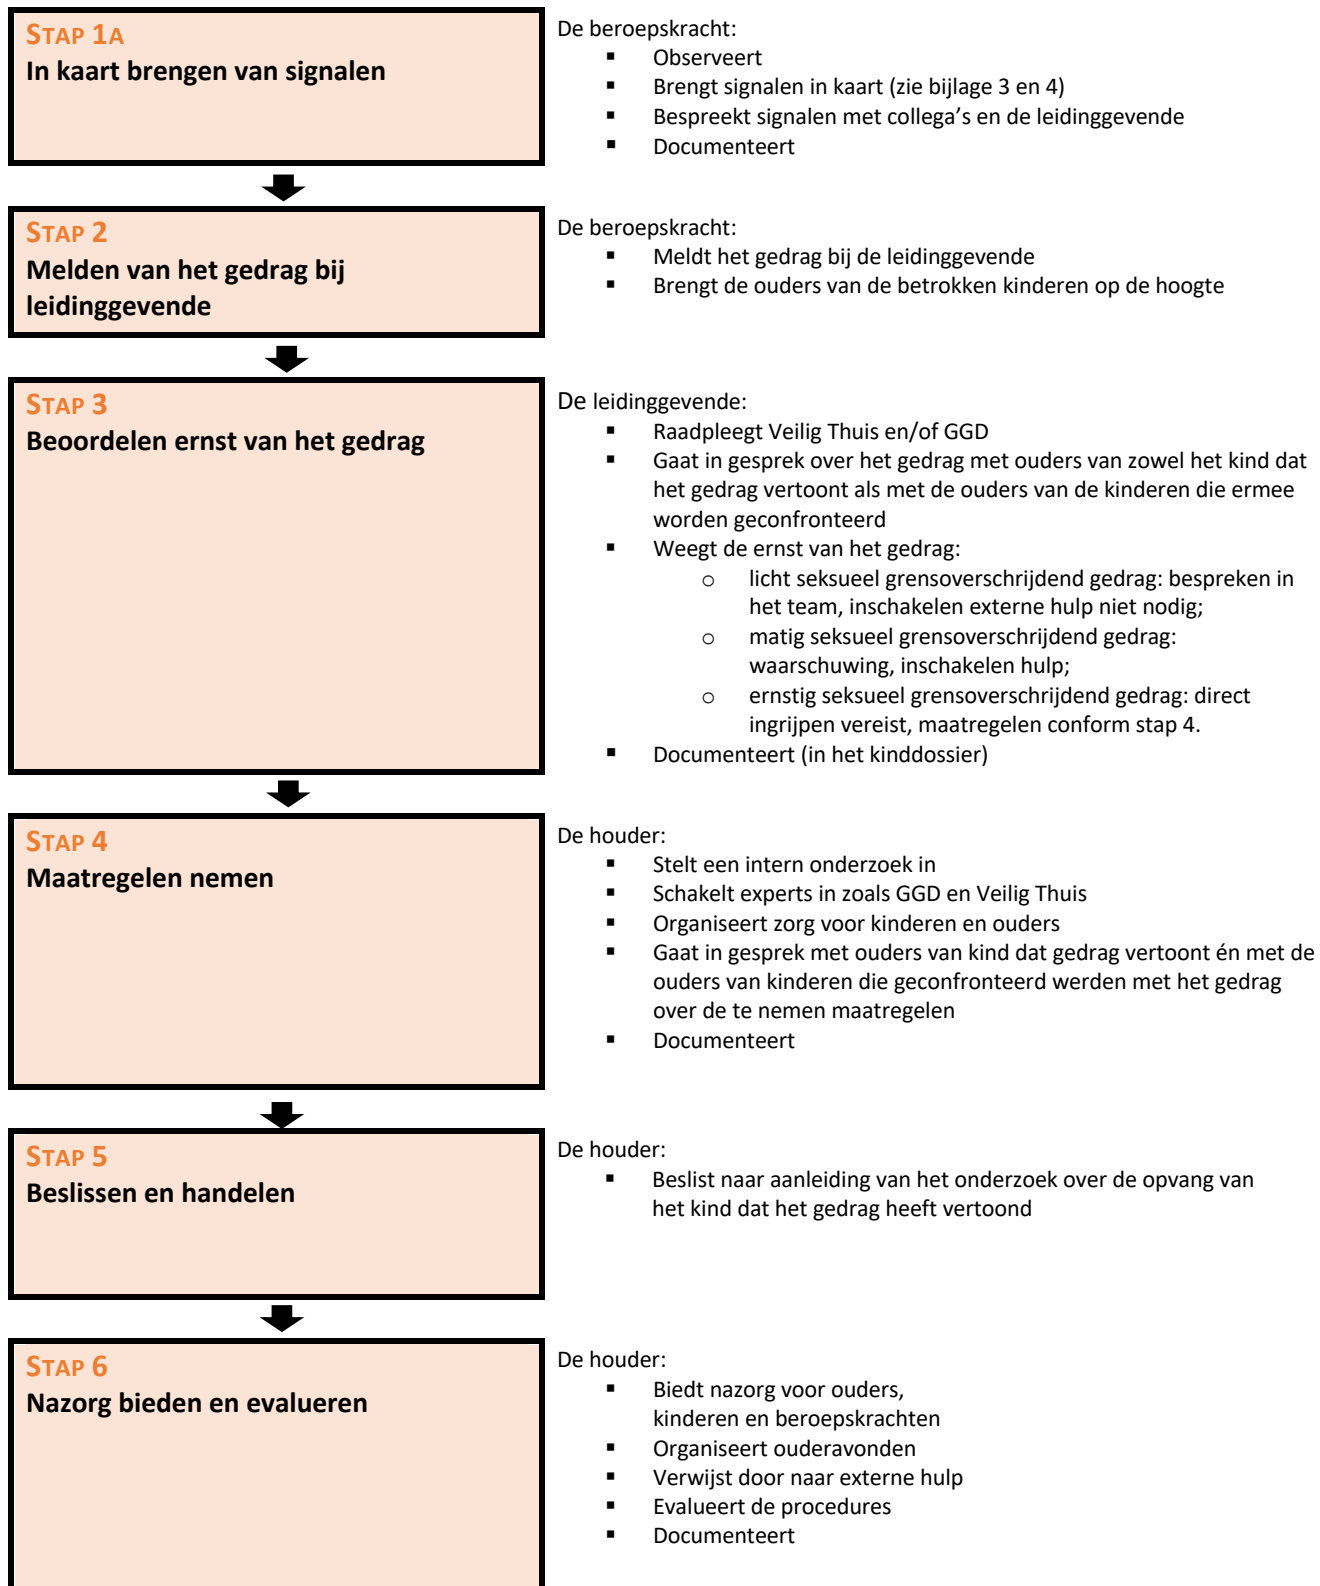 STAP 1A
In kaart brengen van signalen
De beroepskracht:
▪ Observeert
▪ Brengt signalen in kaart (zie bijlage 3 en 4)
▪ Bespreekt signalen met collega’s en de leidinggevende
▪ Documenteert
STAP 2
Melden van het gedrag bij
leidinggevende
De beroepskracht:
▪ Meldt het gedrag bij de leidinggevende
▪ Brengt de ouders van de betrokken kinderen op de hoogte
STAP 3
Beoordelen ernst van het gedrag
De leidinggevende:
▪ Raadpleegt Veilig Thuis en/of GGD
▪ Gaat in gesprek over het gedrag met ouders van zowel het kind dat
het gedrag vertoont als met de ouders van de kinderen die ermee
worden geconfronteerd
▪ Weegt de ernst van het gedrag:
o licht seksueel grensoverschrijdend gedrag: bespreken in
het team, inschakelen externe hulp niet nodig;
o matig seksueel grensoverschrijdend gedrag:
waarschuwing, inschakelen hulp;
o ernstig seksueel grensoverschrijdend gedrag: direct
ingrijpen vereist, maatregelen conform stap 4.
▪ Documenteert (in het kinddossier)
STAP 4
Maatregelen nemen
De houder:
▪ Stelt een intern onderzoek in
▪ Schakelt experts in zoals GGD en Veilig Thuis
▪ Organiseert zorg voor kinderen en ouders
▪ Gaat in gesprek met ouders van kind dat gedrag vertoont én met de
ouders van kinderen die geconfronteerd werden met het gedrag
over de te nemen maatregelen
▪ Documenteert
STAP 5
Beslissen en handelen
De houder:
▪ Beslist naar aanleiding van het onderzoek over de opvang van
het kind dat het gedrag heeft vertoond
STAP 6
Nazorg bieden en evalueren
De houder:
▪ Biedt nazorg voor ouders,
kinderen en beroepskrachten
▪ Organiseert ouderavonden
▪ Verwijst door naar externe hulp
▪ Evalueert de procedures
▪ Documenteert